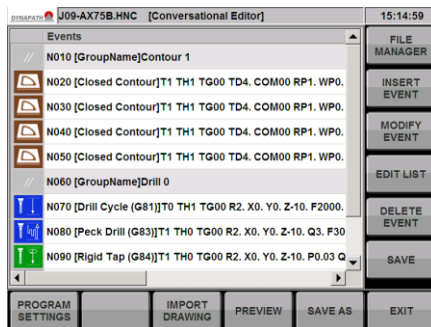 DYNAPATH J09-AX75B.HNC [Conversational Editor] 15:14:59
Events
// N010 [GroupName]Contour 1
N020 [Closed Contour]T1 TH1 TG00 TD4. COM00 RP1. WP0.
N030 [Closed Contour]T1 TH1 TG00 TD4. COM00 RP1. WP0.
N040 [Closed Contour]T1 TH1 TG00 TD4. COM00 RP1. WP0.
N050 [Closed Contour]T1 TH1 TG00 TD4. COM00 RP1. WP0.
// N060 [GroupName]Drill 0
N070 [Drill Cycle (G81)]T0 TH1 TG00 R2. X0. Y0. Z-10. F2000.
N080 [Peck Drill (G83)]T1 TH0 TG00 R2. X0. Y0. Z-10. Q3. F30
N090 [Rigid Tap (G84)]T1 TH0 TG00 R2. X0. Y0. Z-10. P0.03 Q
FILE
MANAGER
INSERT
EVENT
MODIFY
EVENT
EDIT LIST
DELETE
EVENT
SAVE
PROGRAM
SETTINGS
IMPORT
DRAWING
PREVIEW
SAVE AS
EXIT